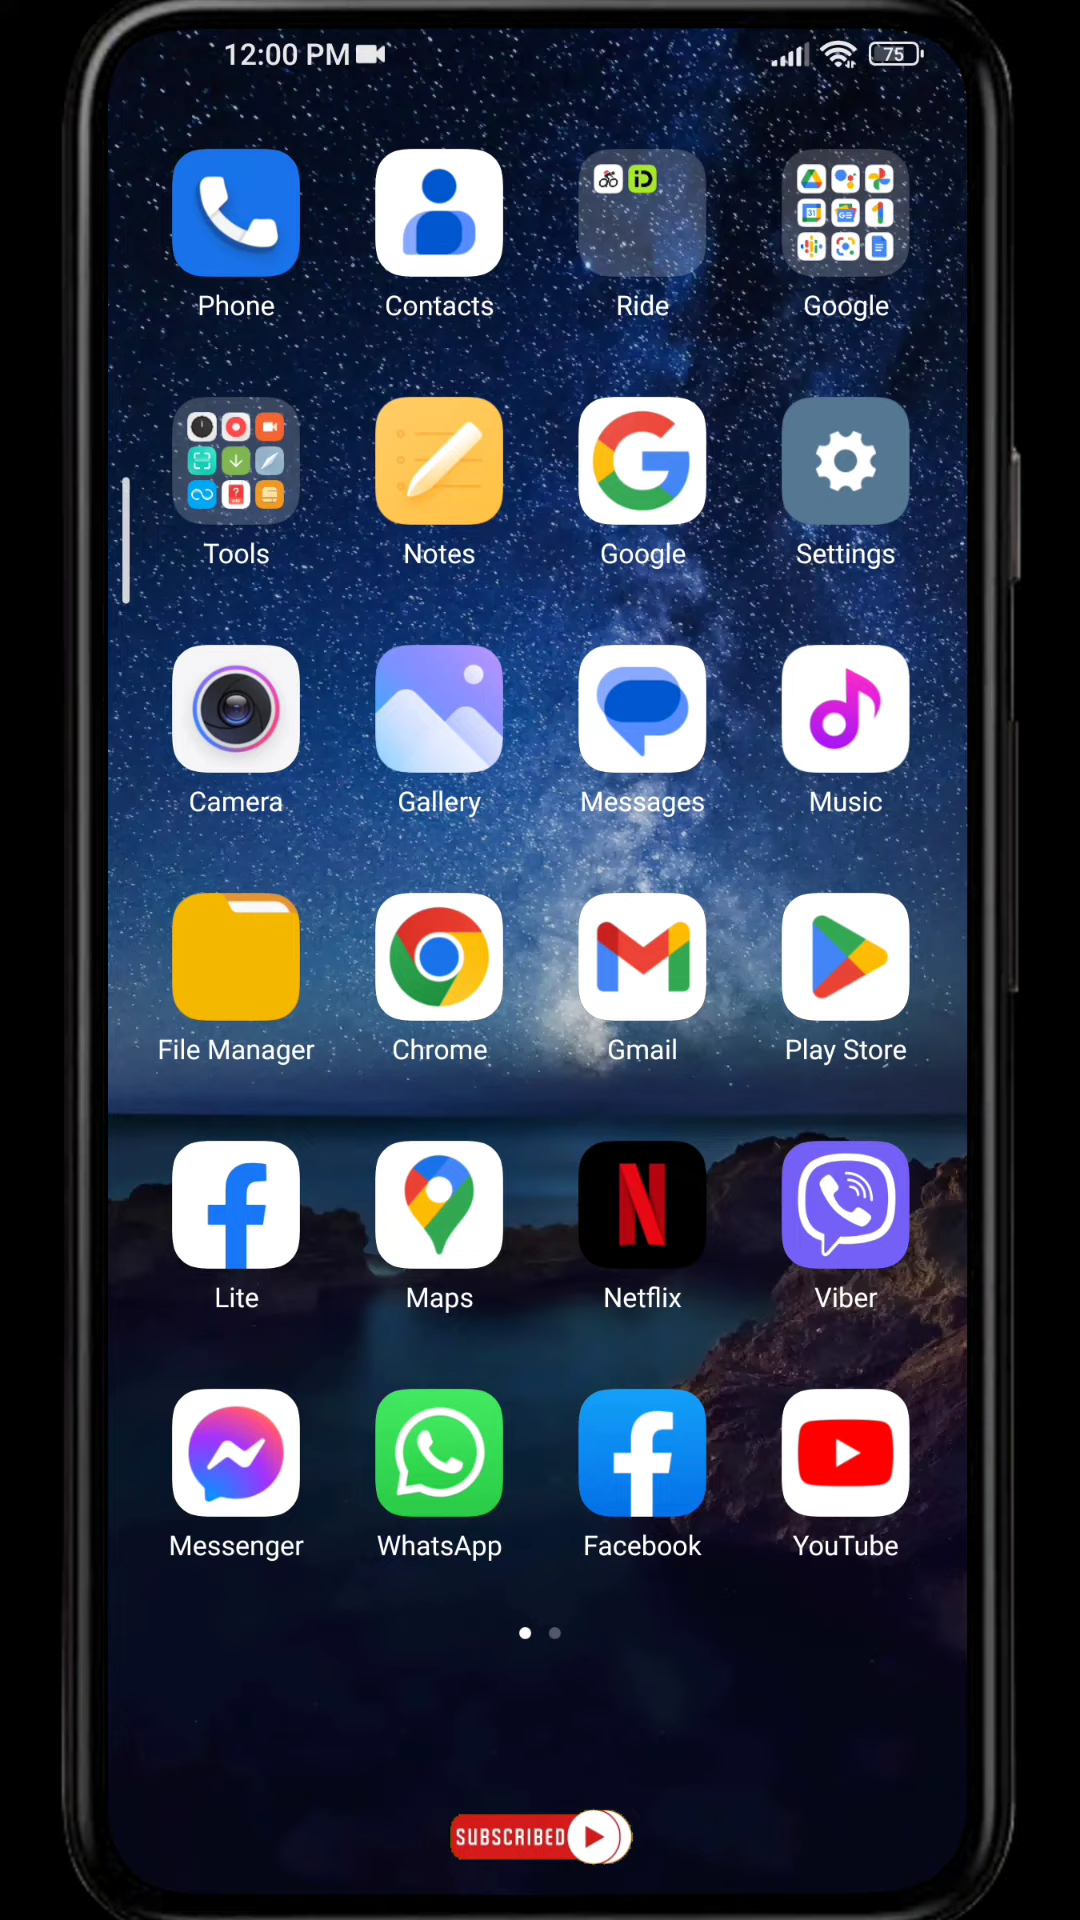 12:00 PM 75
Phone Contacts Ride Google
Tools Notes Google Settings
Camera Gallery Messages Music
File Manager Chrome Gmail Play Store
Lite Maps Netflix Viber
Messenger WhatsApp Facebook YouTube
SUBSCRIBED